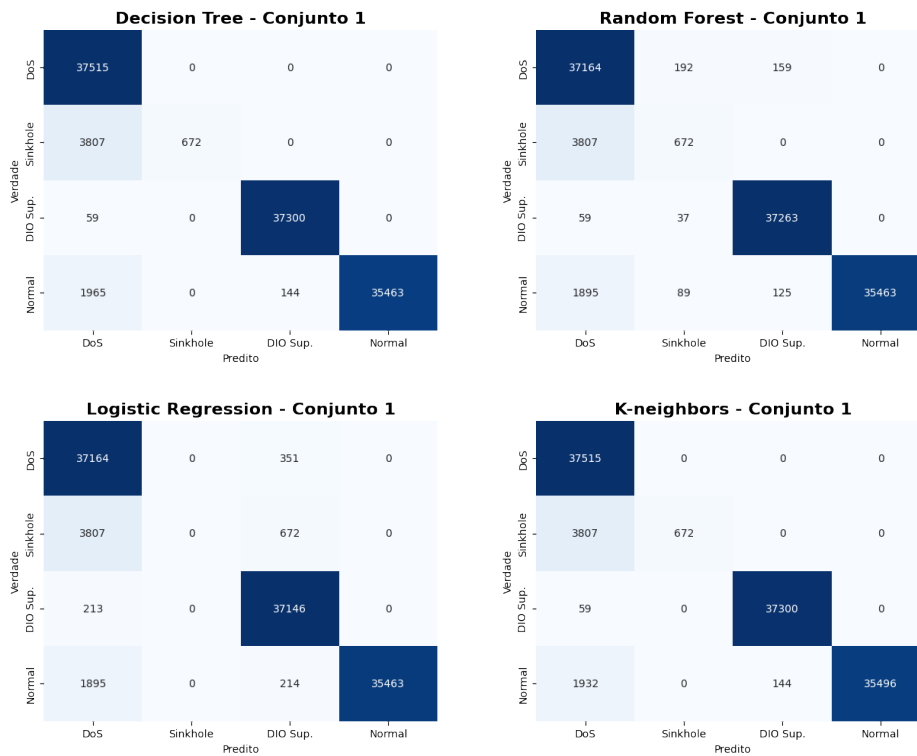 Decision Tree - Conjunto 1
DoS 37515 0 0 0
Sinkhole 3807 672 0 0
DIO Sup. 59 0 37300 0
Normal 1965 0 144 35463
Verdade
DoS Sinkhole DIO Sup. Normal
Predito
Random Forest - Conjunto 1
DoS 37164 192 159 0
Sinkhole 3807 672 0 0
DIO Sup. 59 37 37263 0
Normal 1895 89 125 35463
Verdade
DoS Sinkhole DIO Sup. Normal
Predito
Logistic Regression - Conjunto 1
DoS 37164 0 351 0
Sinkhole 3807 0 672 0
DIO Sup. 213 0 37146 0
Normal 1895 0 214 35463
Verdade
DoS Sinkhole DIO Sup. Normal
Predito
K-neighbors - Conjunto 1
DoS 37515 0 0 0
Sinkhole 3807 672 0 0
DIO Sup. 59 0 37300 0
Normal 1932 0 144 35496
Verdade
DoS Sinkhole DIO Sup. Normal
Predito